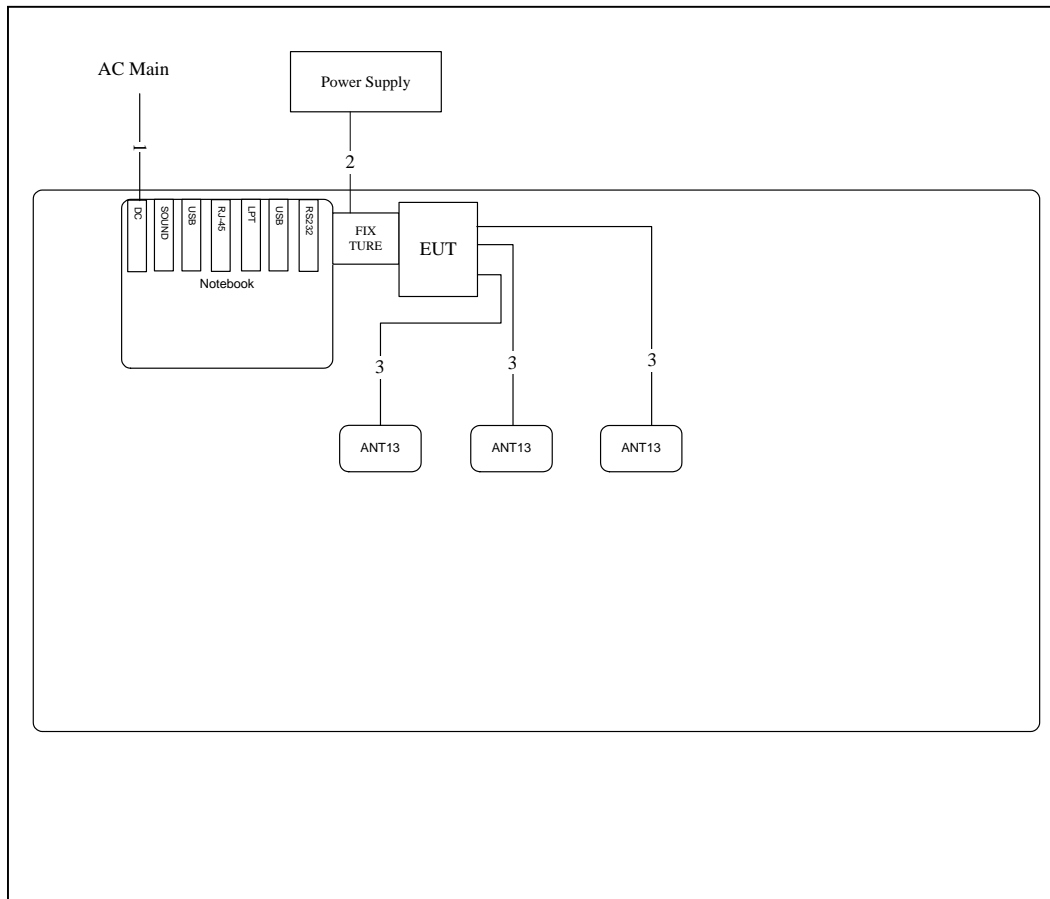 AC Main
Power Supply
1
2
DC
SOUND
USB
RJ-45
LPT
USB
RS232
Notebook
FIX
TURE
EUT
3
3
3
ANT13
ANT13
ANT13